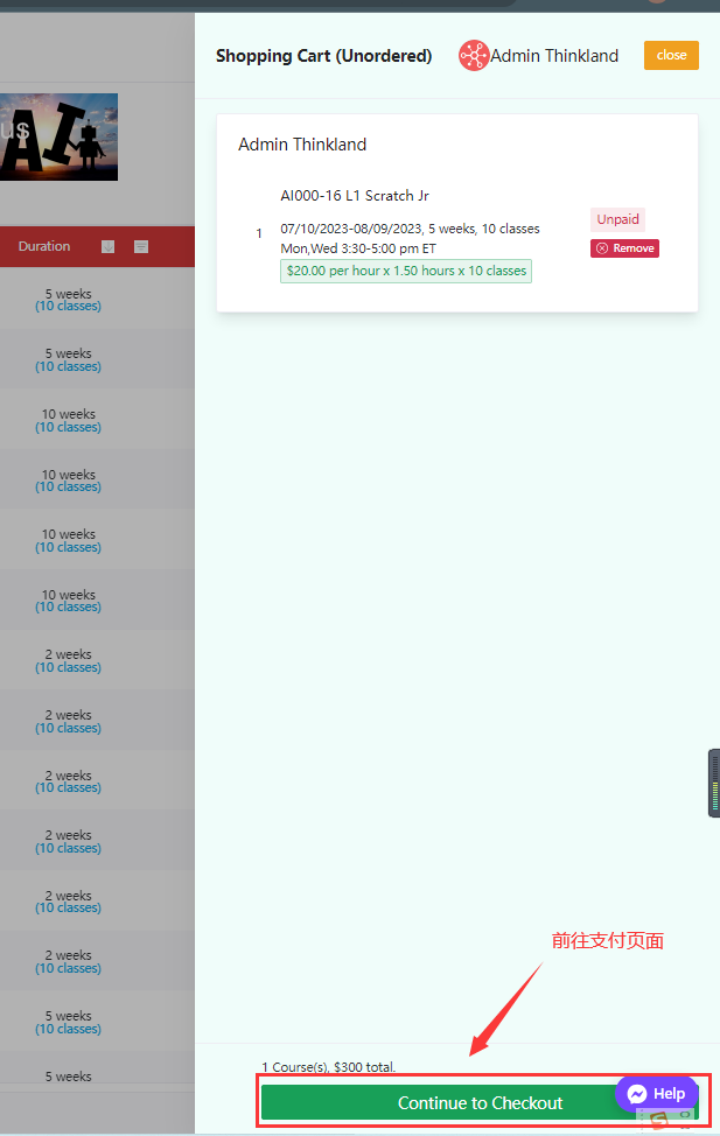 Shopping Cart (Unordered)
Admin Thinkland
close
us
AI
Admin Thinkland
AI000-16 L1 Scratch Jr
1
07/10/2023-08/09/2023, 5 weeks, 10 classes
Mon,Wed 3:30-5:00 pm ET
$20.00 per hour x 1.50 hours x 10 classes
Unpaid
Remove
Duration
5 weeks
(10 classes)
5 weeks
(10 classes)
10 weeks
(10 classes)
10 weeks
(10 classes)
10 weeks
(10 classes)
10 weeks
(10 classes)
2 weeks
(10 classes)
2 weeks
(10 classes)
2 weeks
(10 classes)
2 weeks
(10 classes)
2 weeks
(10 classes)
2 weeks
(10 classes)
5 weeks
(10 classes)
5 weeks
前往支付页面
1 Course(s), $300 total.
Continue to Checkout
Help